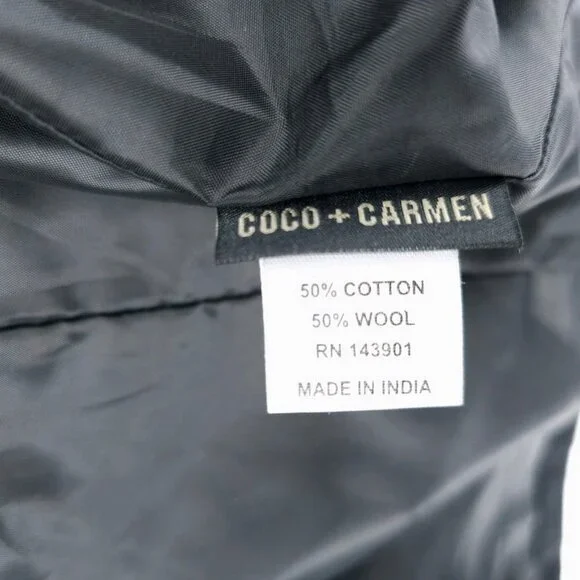 COCO + CARMEN
50% COTTON
50% WOOL
RN 143901
MADE IN INDIA